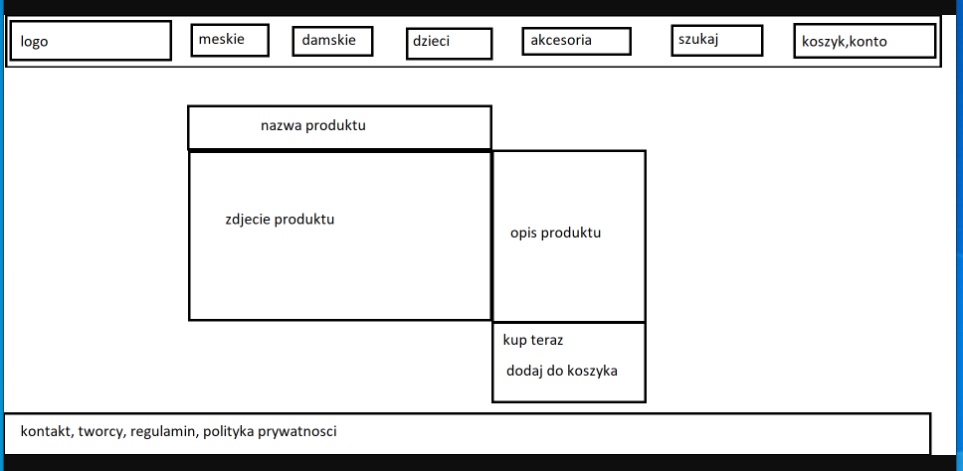 logo
meskie
damskie
dzieci
akcesoria
szukaj
koszyk,konto
nazwa produktu
zdjecie produktu
opis produktu
kup teraz
dodaj do koszyka
kontakt, tworcy, regulamin, polityka prywatnosci